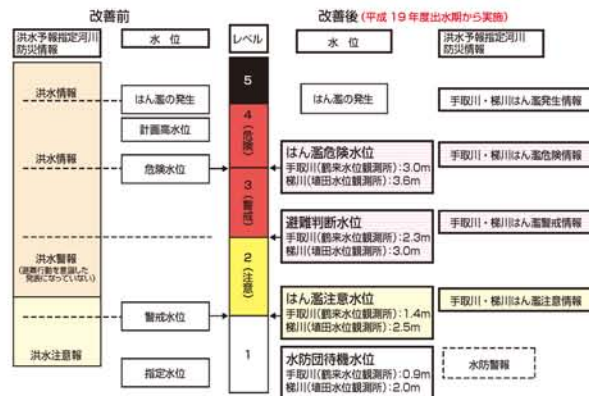 改善前
改善後 (平成19年度出水期から実施)
洪水予報指定河川
防災情報
水 位
レベル
水 位
洪水予報指定河川
防災情報
洪水情報
はん濫の発生
5
はん濫の発生
手取川・梯川はん濫発生情報
計画高水位
4(危険)
洪水情報
危険水位
はん濫危険水位
手取川(鶴来水位観測所):3.0m
梯川(埴田水位観測所):3.6m
手取川・梯川はん濫危険情報
3(警戒)
避難判断水位
手取川(鶴来水位観測所):2.3m
梯川(埴田水位観測所):3.0m
手取川・梯川はん濫警戒情報
洪水警報
(避難行動を意識した
発表になっていない)
2(注意)
警戒水位
はん濫注意水位
手取川(鶴来水位観測所):1.4m
梯川(埴田水位観測所):2.5m
手取川・梯川はん濫注意情報
洪水注意報
1
指定水位
水防団待機水位
手取川(鶴来水位観測所):0.9m
梯川(埴田水位観測所):2.0m
水防警報